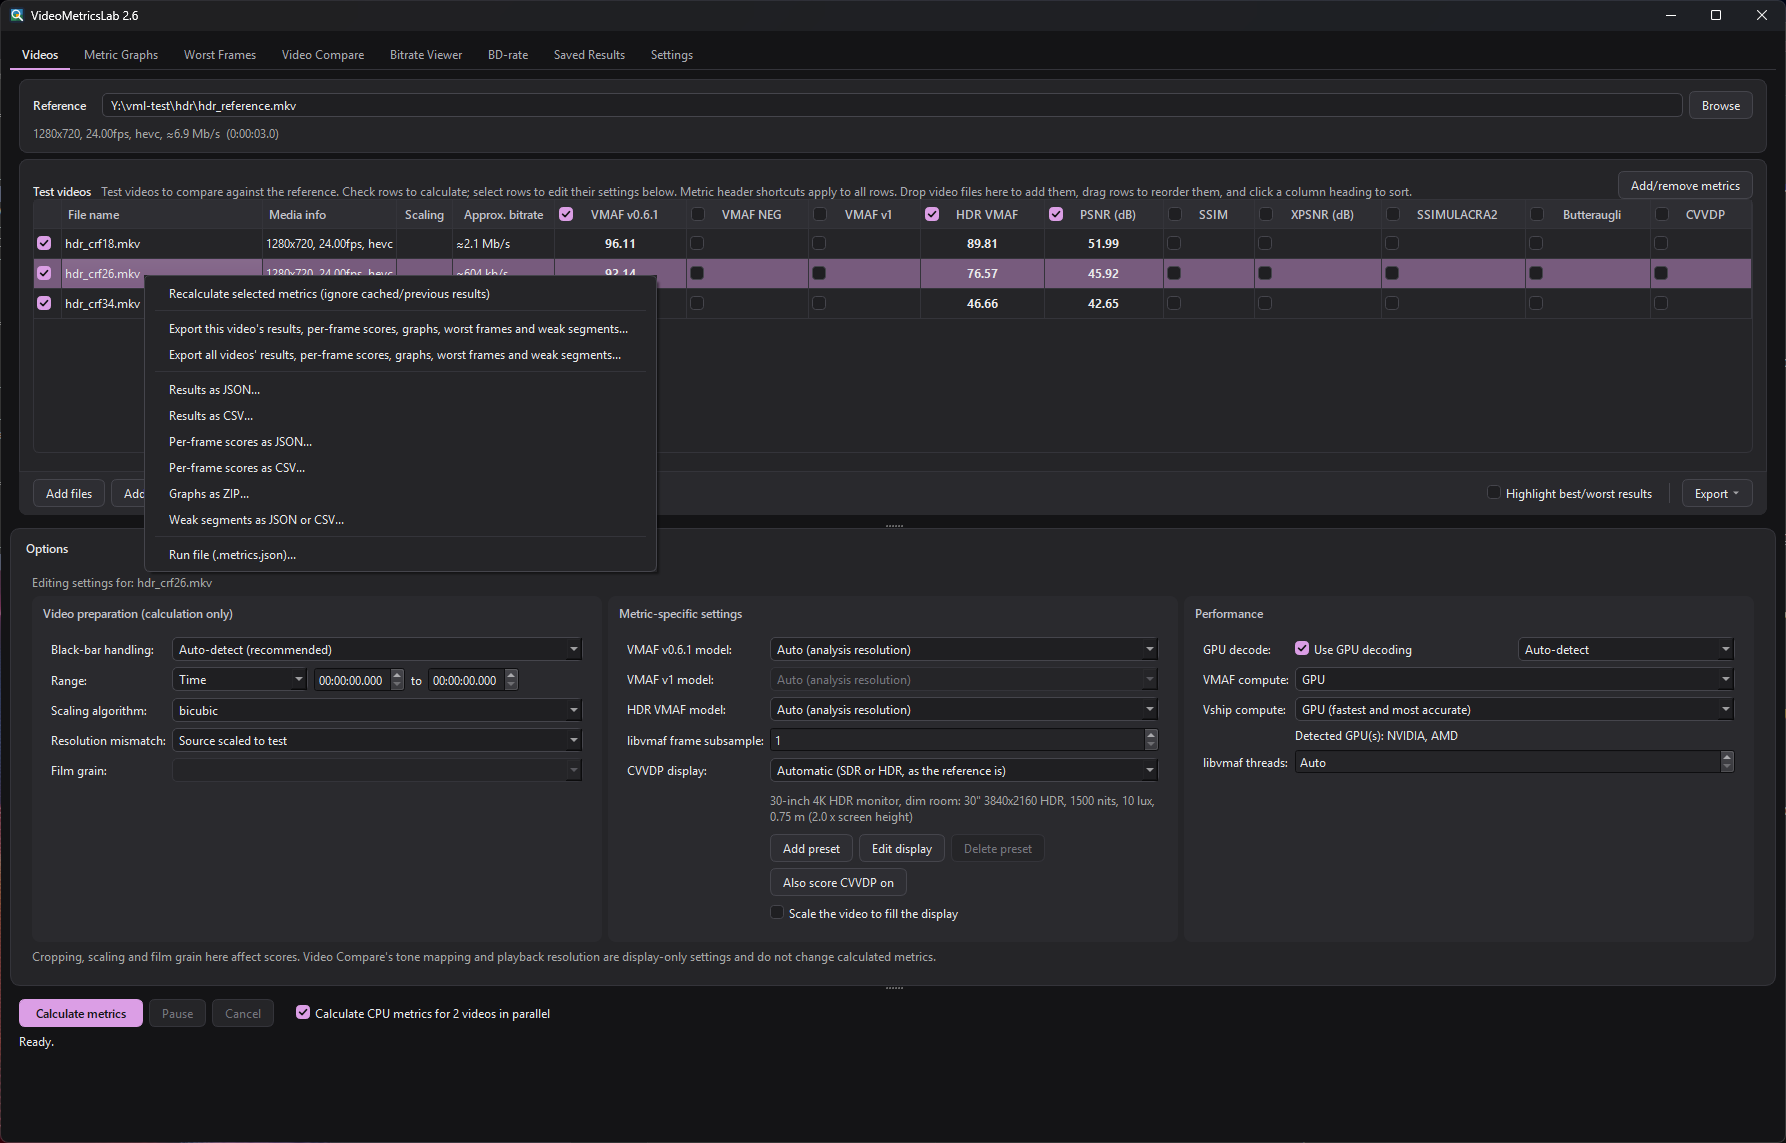 VideoMetricsLab 2.6
Videos Metric Graphs Worst Frames Video Compare Bitrate Viewer BD-rate Saved Results Settings
Reference Y:\vml-test\hdr\hdr_reference.mkv Browse
1280x720, 24.00fps, hevc, ≈6.9 Mb/s (0:00:03.0)
Test videos Test videos to compare against the reference. Check rows to calculate; select rows to edit their settings below. Metric header shortcuts apply to all rows. Drop video files here to add them, drag rows to reorder them, and click a column heading to sort. Add/remove metrics
File name Media info Scaling Approx. bitrate VMAF v0.6.1 VMAF NEG VMAF v1 HDR VMAF PSNR (dB) SSIM XPSNR (dB) SSIMULACRA2 Butteraugli CVVDP
hdr_crf18.mkv 1280x720, 24.00fps, hevc ≈2.1 Mb/s 96.11 89.81 51.99
hdr_crf26.mkv 1280x720, 24.00fps, hevc ≈604 kb/s 92.14 76.57 45.92
hdr_crf34.mkv 46.66 42.65
Recalculate selected metrics (ignore cached/previous results)
Export this video's results, per-frame scores, graphs, worst frames and weak segments...
Export all videos' results, per-frame scores, graphs, worst frames and weak segments...
Results as JSON...
Results as CSV...
Per-frame scores as JSON...
Per-frame scores as CSV...
Graphs as ZIP...
Weak segments as JSON or CSV...
Run file (.metrics.json)...
Add files Add Highlight best/worst results Export
Options
Editing settings for: hdr_crf26.mkv
Video preparation (calculation only)
Black-bar handling: Auto-detect (recommended)
Range: Time 00:00:00.000 to 00:00:00.000
Scaling algorithm: bicubic
Resolution mismatch: Source scaled to test
Film grain:
Metric-specific settings
VMAF v0.6.1 model: Auto (analysis resolution)
VMAF v1 model: Auto (analysis resolution)
HDR VMAF model: Auto (analysis resolution)
libvmaf frame subsample: 1
CVVDP display: Automatic (SDR or HDR, as the reference is)
30-inch 4K HDR monitor, dim room: 30" 3840x2160 HDR, 1500 nits, 10 lux,
0.75 m (2.0 x screen height)
Add preset Edit display Delete preset
Also score CVVDP on
Scale the video to fill the display
Performance
GPU decode: Use GPU decoding Auto-detect
VMAF compute: GPU
Vship compute: GPU (fastest and most accurate)
Detected GPU(s): NVIDIA, AMD
libvmaf threads: Auto
Cropping, scaling and film grain here affect scores. Video Compare's tone mapping and playback resolution are display-only settings and do not change calculated metrics.
Calculate metrics Pause Cancel Calculate CPU metrics for 2 videos in parallel
Ready.